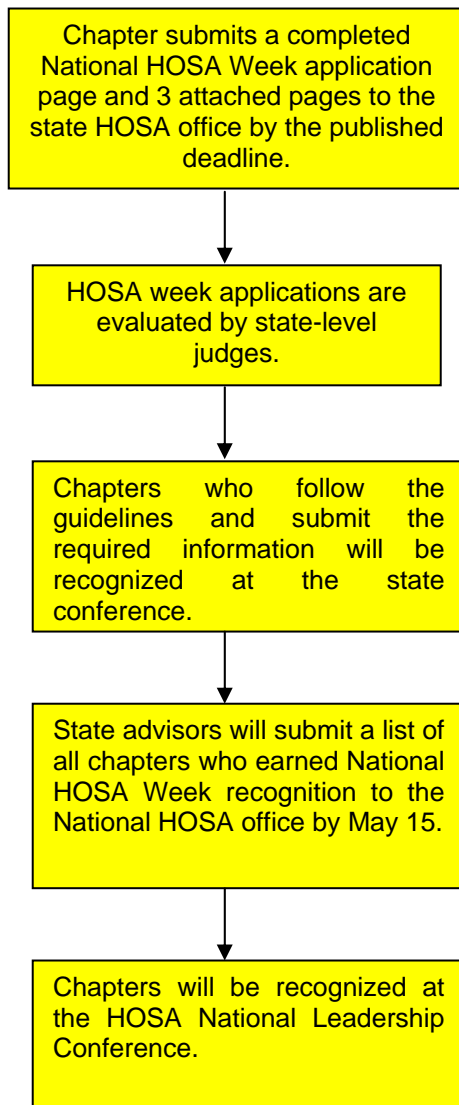 Chapter submits a completed
National HOSA Week application
page and 3 attached pages to the
state HOSA office by the published
deadline.
HOSA week applications are
evaluated by state-level
judges.
Chapters who follow the
guidelines and submit the
required information will be
recognized at the state
conference.
State advisors will submit a list of
all chapters who earned National
HOSA Week recognition to the
National HOSA office by May 15.
Chapters will be recognized at
the HOSA National Leadership
Conference.